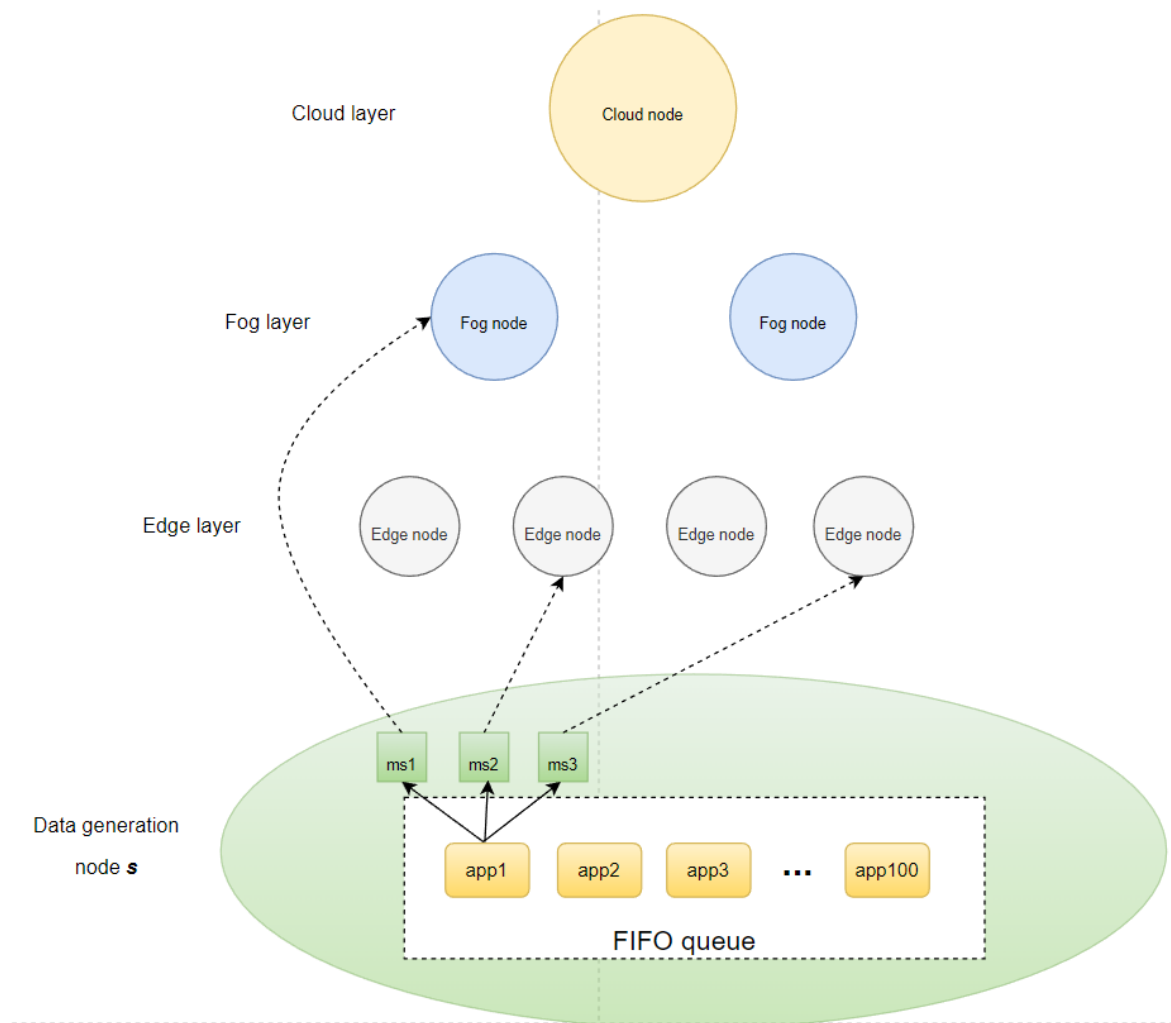 Cloud layer
Cloud node
Fog layer
Fog node
Fog node
Edge layer
Edge node
Edge node
Edge node
Edge node
ms1
ms2
ms3
Data generation
node s
app1
app2
app3
...
app100
FIFO queue